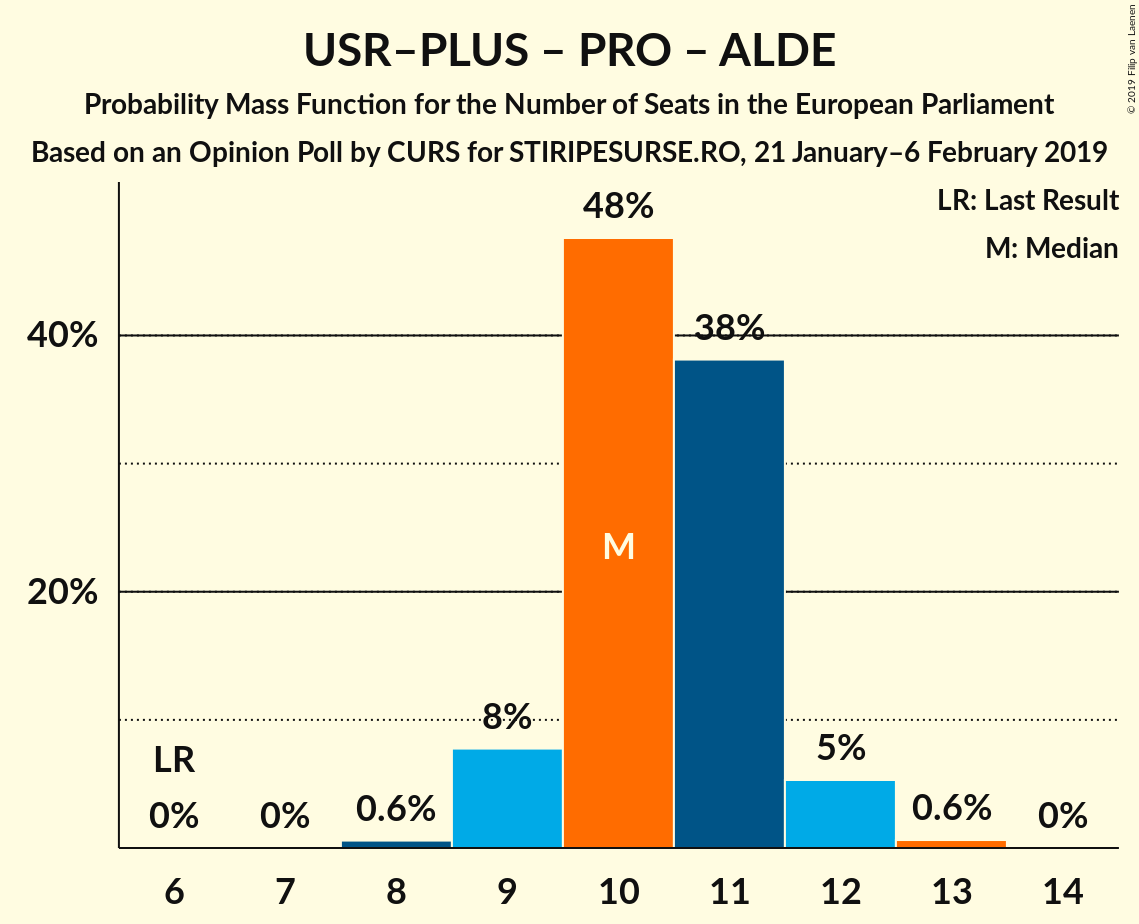 USR–PLUS – PRO – ALDE
Probability Mass Function for the Number of Seats in the European Parliament
Based on an Opinion Poll by CURS for STIRIPESURSE.RO, 21 January–6 February 2019
© 2019 Filip van Laenen
LR: Last Result
M: Median
48%
38%
40%
M
20%
8%
5%
LR
0%
0%
0.6%
0.6%
0%
6 7 8 9 10 11 12 13 14